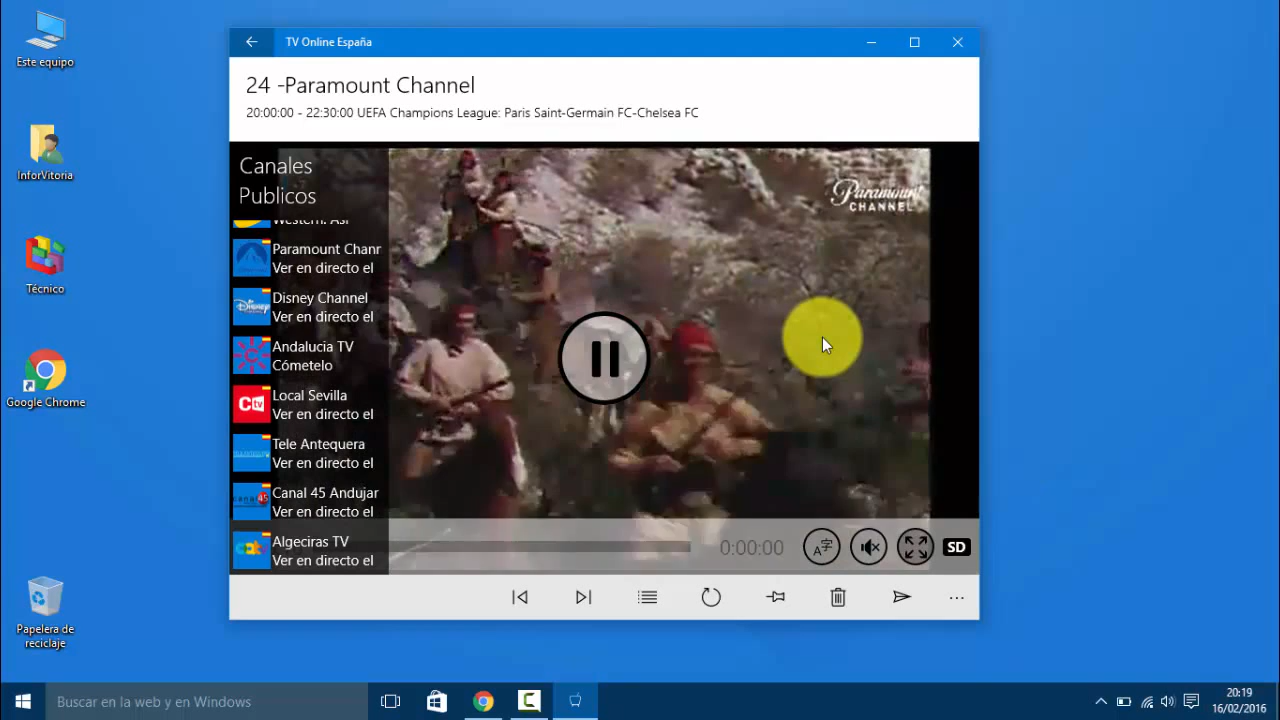 Este equipo
InforVitoria
Técnico
Google Chrome
Papelera de
reciclaje
TV Online España
24 -Paramount Channel
20:00:00 - 22:30:00 UEFA Champions League: Paris Saint-Germain FC-Chelsea FC
Canales
Publicos
Western: Así
Paramount Chanr
Ver en directo el
Disney Channel
Ver en directo el
Andalucia TV
Cómetelo
Local Sevilla
Ver en directo el
Tele Antequera
Ver en directo el
Canal 45 Andujar
Ver en directo el
Algeciras TV
Ver en directo el
Paramount
CHANNEL
0:00:00
A字
SD
...
Buscar en la web y en Windows
20:19
16/02/2016